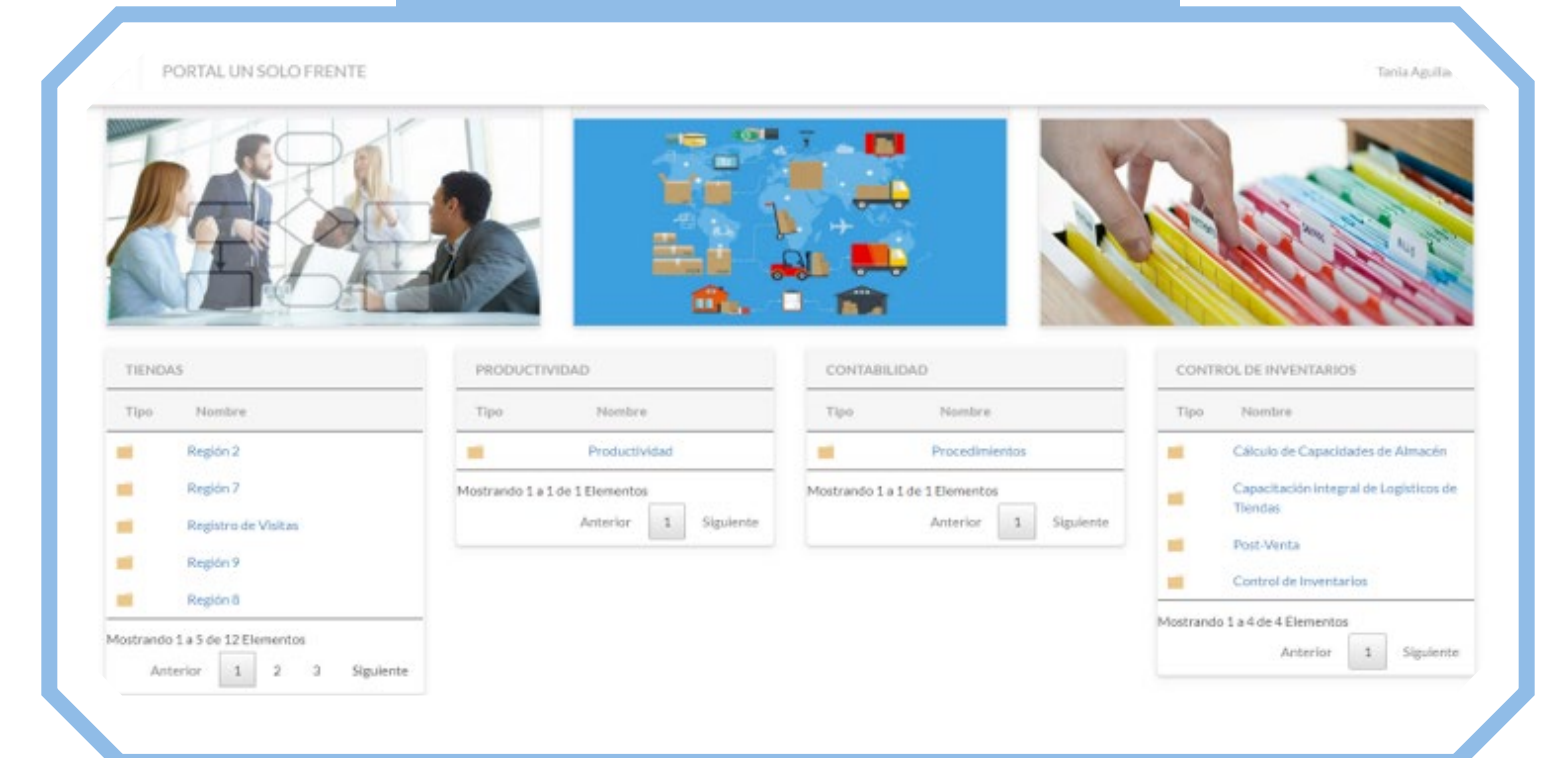 PORTAL UN SOLO FRENTE
Tania Aguilar
TIENDAS
Tipo Nombre
Región 2
Región 7
Registro de Visitas
Región 9
Región 8
Mostrando 1 a 5 de 12 Elementos
Anterior 1 2 3 Siguiente
PRODUCTIVIDAD
Tipo Nombre
Productividad
Mostrando 1 a 1 de 1 Elementos
Anterior 1 Siguiente
CONTABILIDAD
Tipo Nombre
Procedimientos
Mostrando 1 a 1 de 1 Elementos
Anterior 1 Siguiente
CONTROL DE INVENTARIOS
Tipo Nombre
Cálculo de Capacidades de Almacén
Capacitación integral de Logísticos de
Tiendas
Post-Venta
Control de Inventarios
Mostrando 1 a 4 de 4 Elementos
Anterior 1 Siguiente